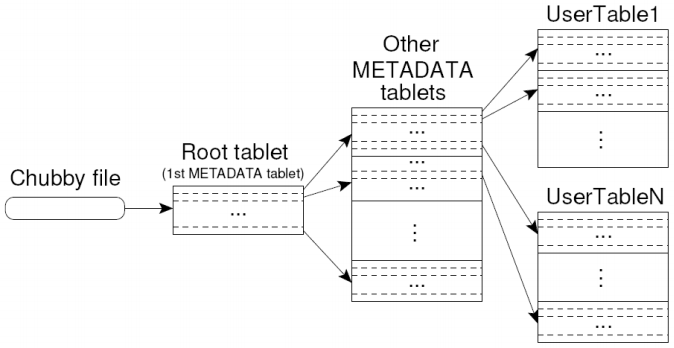 Chubby file
Root tablet
(1st METADATA tablet)
...
Other
METADATA
tablets
...
...
...
⋮
...
UserTable1
...
...
⋮
UserTableN
...
⋮
...